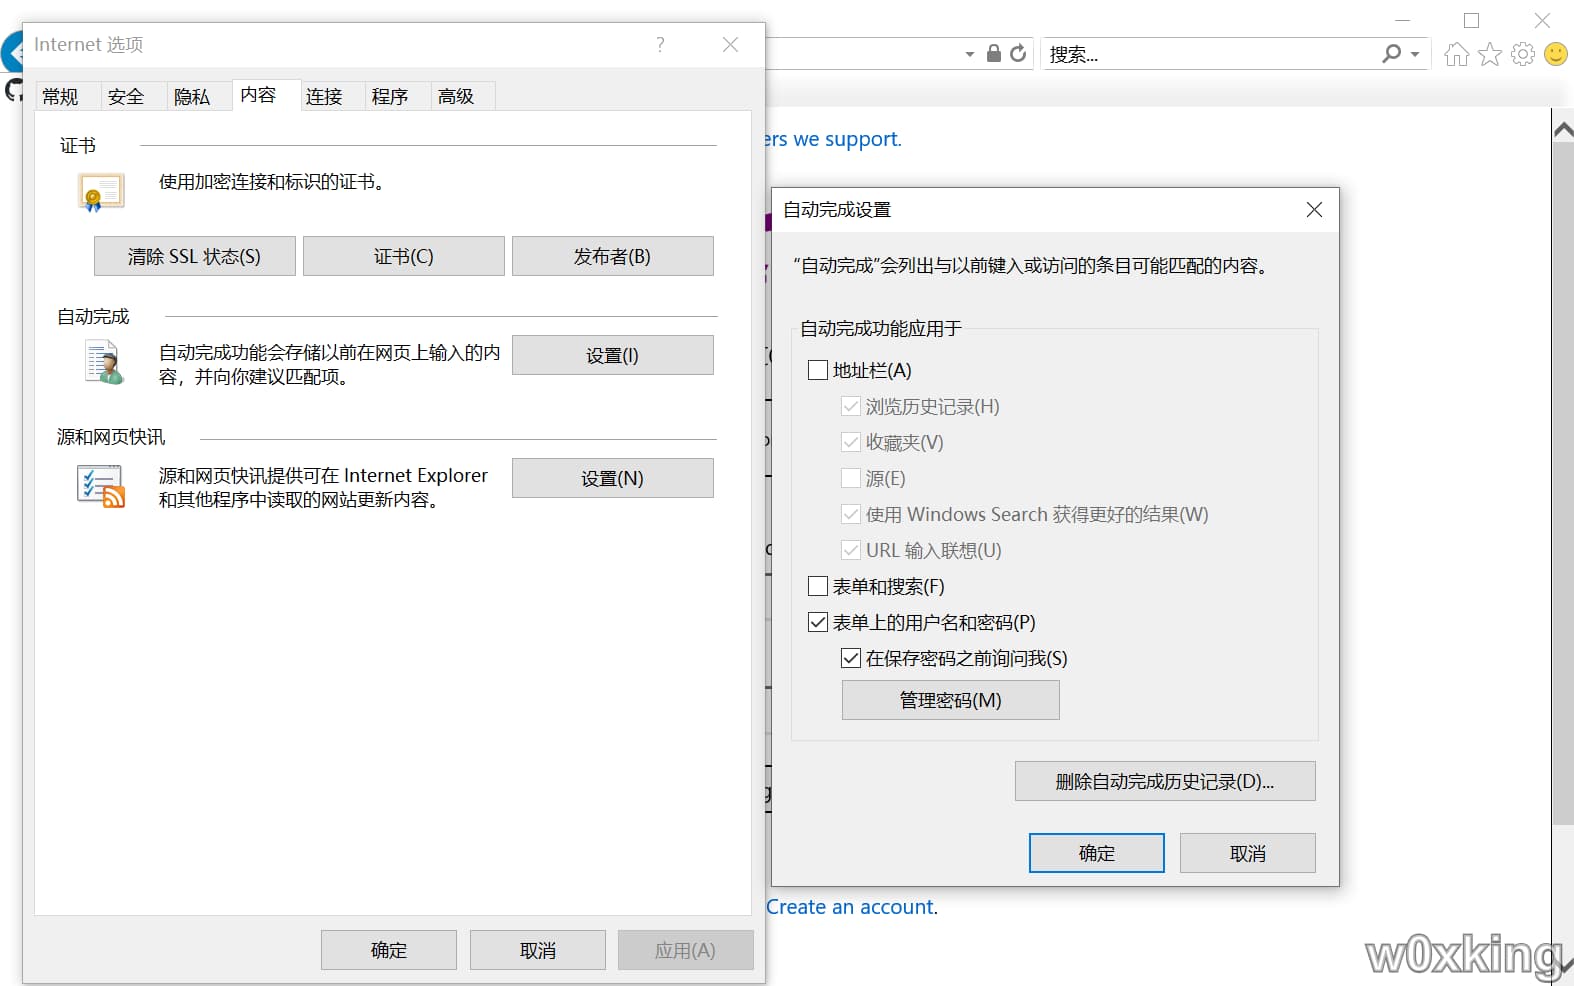 Internet 选项
?
常规 安全 隐私 内容 连接 程序 高级
证书
使用加密连接和标识的证书。
清除 SSL 状态(S) 证书(C) 发布者(B)
自动完成
自动完成功能会存储以前在网页上输入的内
容，并向你建议匹配项。
设置(I)
源和网页快讯
源和网页快讯提供可在 Internet Explorer
和其他程序中读取的网站更新内容。
设置(N)
确定 取消 应用(A)
搜索...
ers we support.
自动完成设置
“自动完成”会列出与以前键入或访问的条目可能匹配的内容。
自动完成功能应用于
地址栏(A)
浏览历史记录(H)
收藏夹(V)
源(E)
使用 Windows Search 获得更好的结果(W)
URL 输入联想(U)
表单和搜索(F)
表单上的用户名和密码(P)
在保存密码之前询问我(S)
管理密码(M)
删除自动完成历史记录(D)...
确定 取消
Create an account.
w0xking